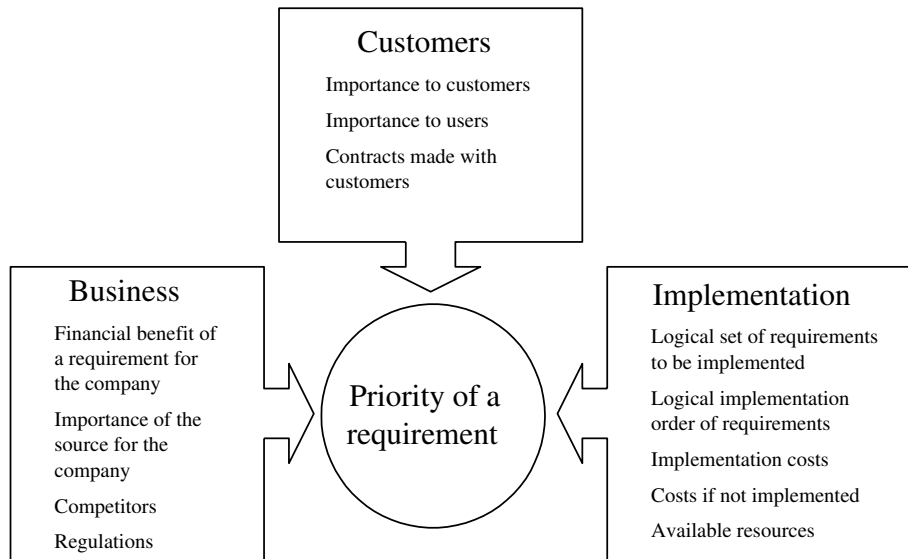 Customers
Importance to customers
Importance to users
Contracts made with
customers
Business
Financial benefit of
a requirement for
the company
Importance of the
source for the
company
Competitors
Regulations
Priority of a
requirement
Implementation
Logical set of requirements
to be implemented
Logical implementation
order of requirements
Implementation costs
Costs if not implemented
Available resources